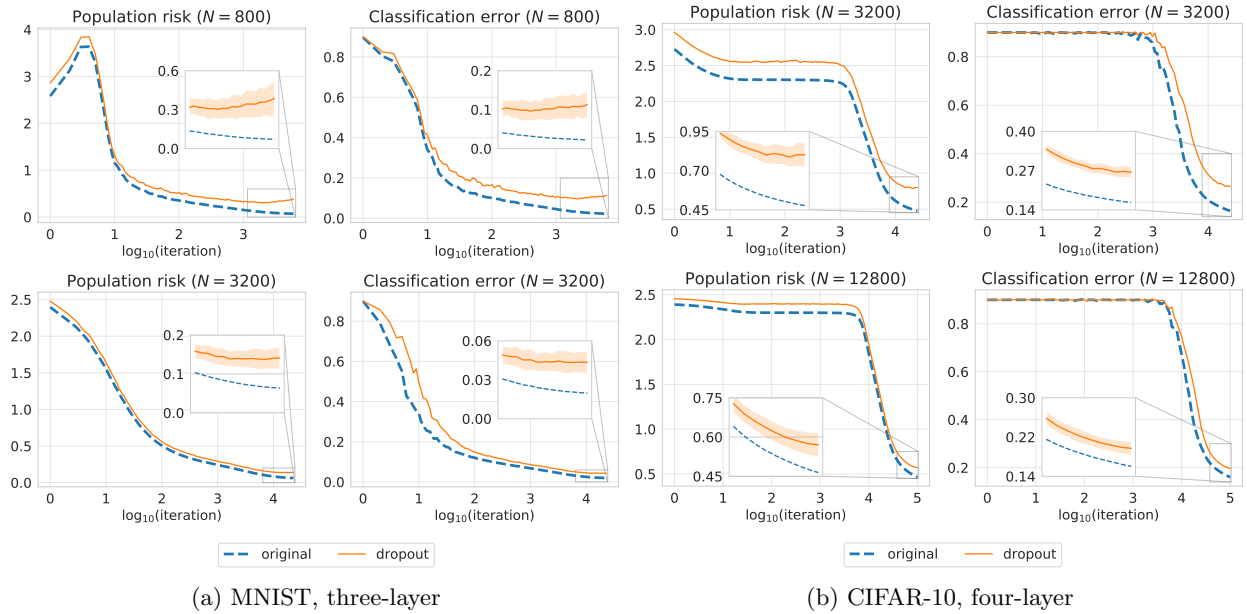 Population risk (N = 800)
4
3
2
1
0
0.6
0.3
0.0
0 1 2 3
log10(iteration)
Classification error (N = 800)
0.8
0.6
0.4
0.2
0.0
0.2
0.1
0.0
0 1 2 3
log10(iteration)
Population risk (N = 3200)
2.5
2.0
1.5
1.0
0.5
0.0
0.2
0.1
0.0
0 1 2 3 4
log10(iteration)
Classification error (N = 3200)
0.8
0.6
0.4
0.2
0.0
0.06
0.03
0.00
0 1 2 3 4
log10(iteration)
original dropout
(a) MNIST, three-layer
Population risk (N = 3200)
3.0
2.5
2.0
1.5
1.0
0.5
0.95
0.70
0.45
0 1 2 3 4
log10(iteration)
Classification error (N = 3200)
0.8
0.6
0.4
0.2
0.40
0.27
0.14
0 1 2 3 4
log10(iteration)
Population risk (N = 12800)
2.5
2.0
1.5
1.0
0.5
0.75
0.60
0.45
0 1 2 3 4 5
log10(iteration)
Classification error (N = 12800)
0.8
0.6
0.4
0.2
0.30
0.22
0.14
0 1 2 3 4 5
log10(iteration)
original dropout
(b) CIFAR-10, four-layer